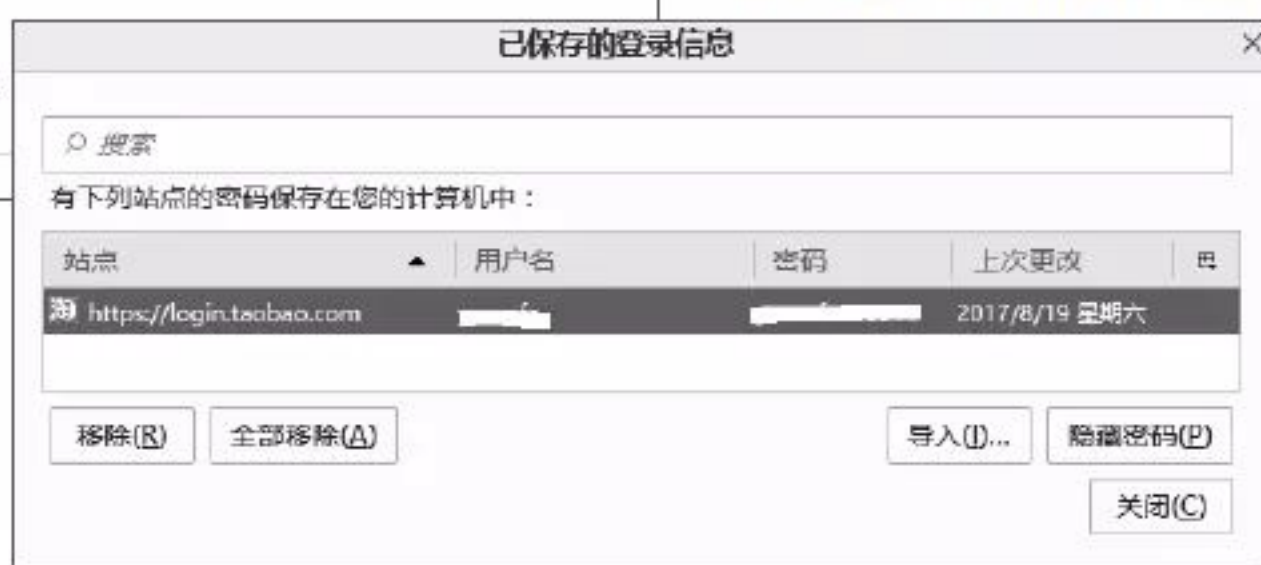 已保存的登录信息
搜索
有下列站点的密码保存在您的计算机中：
站点 用户名 密码 上次更改
淘 https://login.taobao.com 2017/8/19 星期六
移除(R) 全部移除(A) 导入(I)... 隐藏密码(P)
关闭(C)